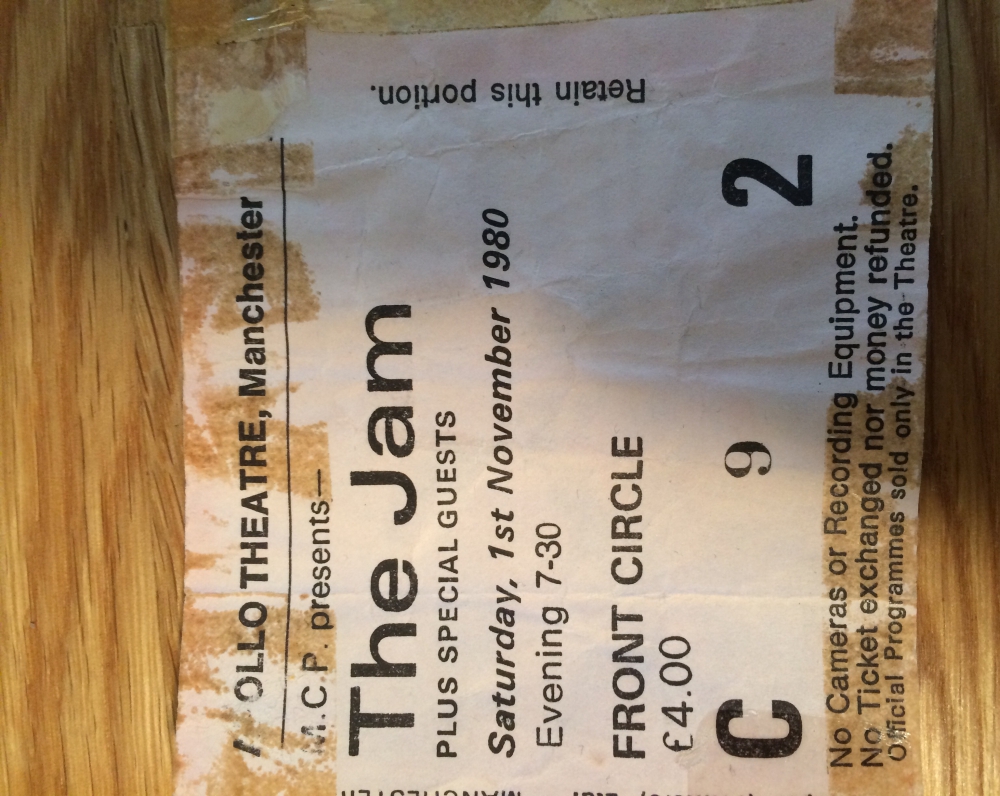 OLLO THEATRE, Manchester
M.C.P. presents—
The Jam
PLUS SPECIAL GUESTS
Saturday, 1st November 1980
Evening 7-30
FRONT CIRCLE
£4.00
C 9 2
No Cameras or Recording Equipment.
No Ticket exchanged nor money refunded.
Official Programmes sold only in the Theatre.
Retain this portion.
MANCHESTER